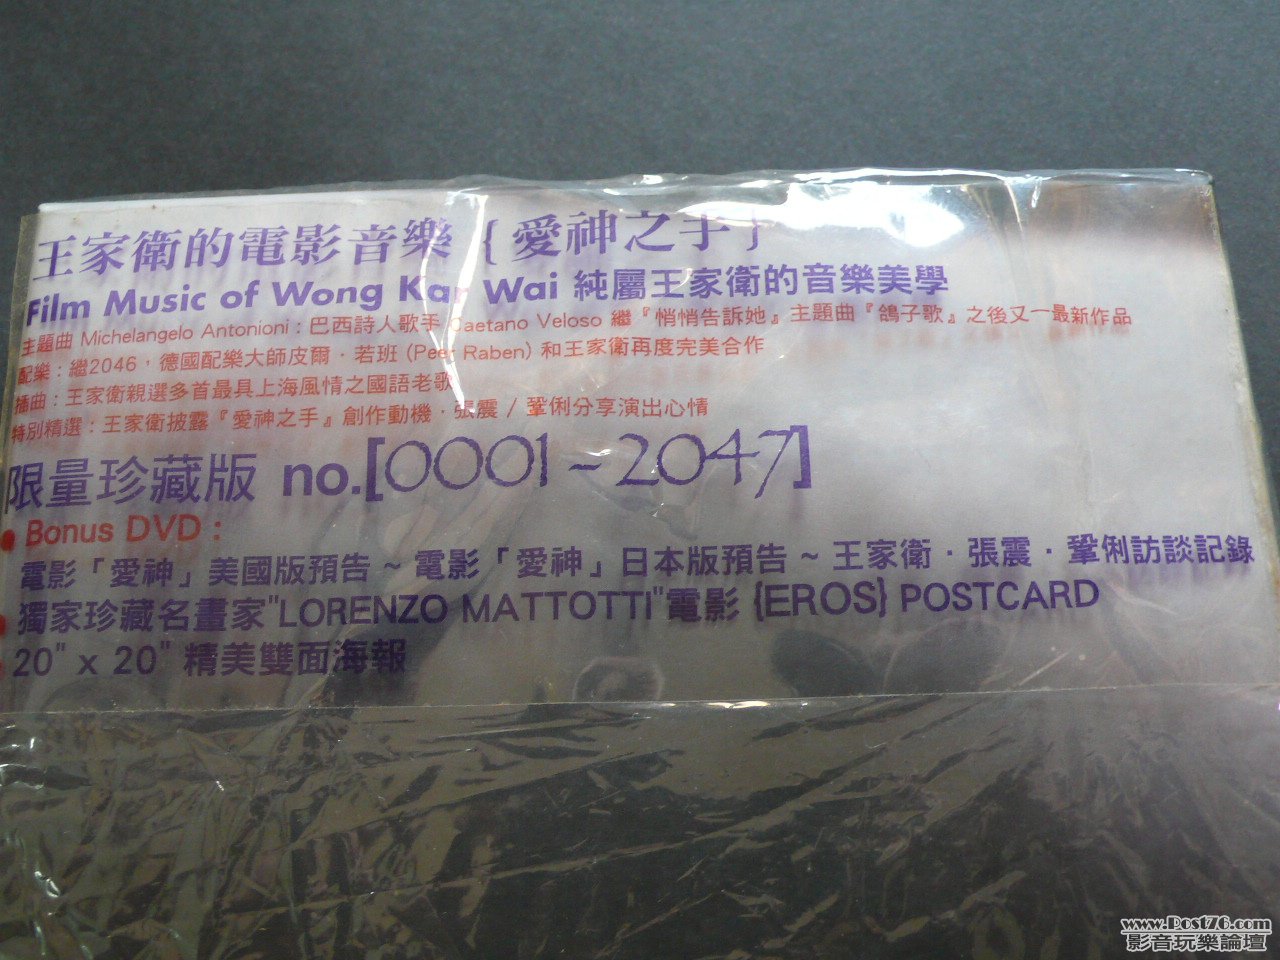 王家衛的電影音樂{愛神之手}
Film Music of Wong Kar Wai 純屬王家衛的音樂美學
主題曲 Michelangelo Antonioni : 巴西詩人歌手 Caetano Veloso 繼『悄悄告訴她』主題曲『鴿子歌』之後又一最新作品
配樂 : 繼2046，德國配樂大師皮爾‧若班 (Peer Raben) 和王家衛再度完美合作
插曲 : 王家衛親選多首最具上海風情之國語老歌
特別精選 : 王家衛披露『愛神之手』創作動機‧張震 / 鞏俐分享演出心情
限量珍藏版 no.[0001~2047]
● Bonus DVD :
電影「愛神」美國版預告 ~ 電影「愛神」日本版預告 ~ 王家衛‧張震‧鞏俐訪談記錄
● 獨家珍藏名畫家"LORENZO MATTOTTI"電影 {EROS} POSTCARD
● 20" x 20" 精美雙面海報
www.Post76.com
影音玩樂論壇